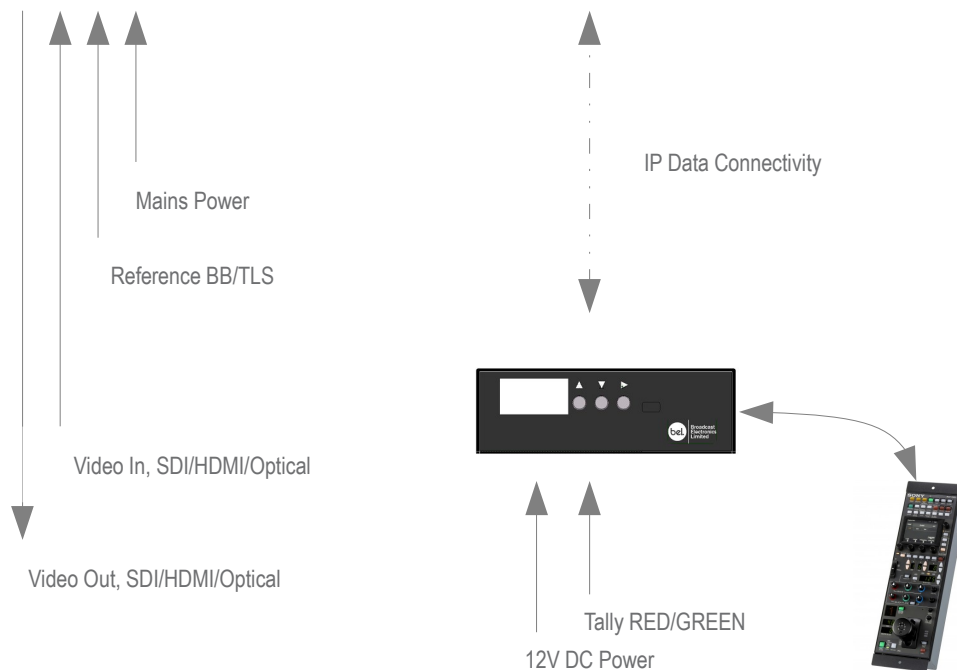 IP Data Connectivity
Mains Power
Reference BB/TLS
bel
Broadcast
Electronics
Limited
Video In, SDI/HDMI/Optical
SONY
Video Out, SDI/HDMI/Optical
Tally RED/GREEN
12V DC Power